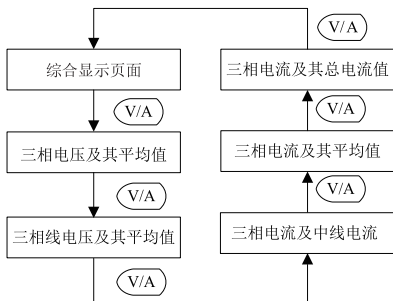 V/A
综合显示页面
三相电流及其总电流值
V/A
V/A
三相电压及其平均值
三相电流及其平均值
V/A
V/A
三相线电压及其平均值
三相电流及中线电流
V/A